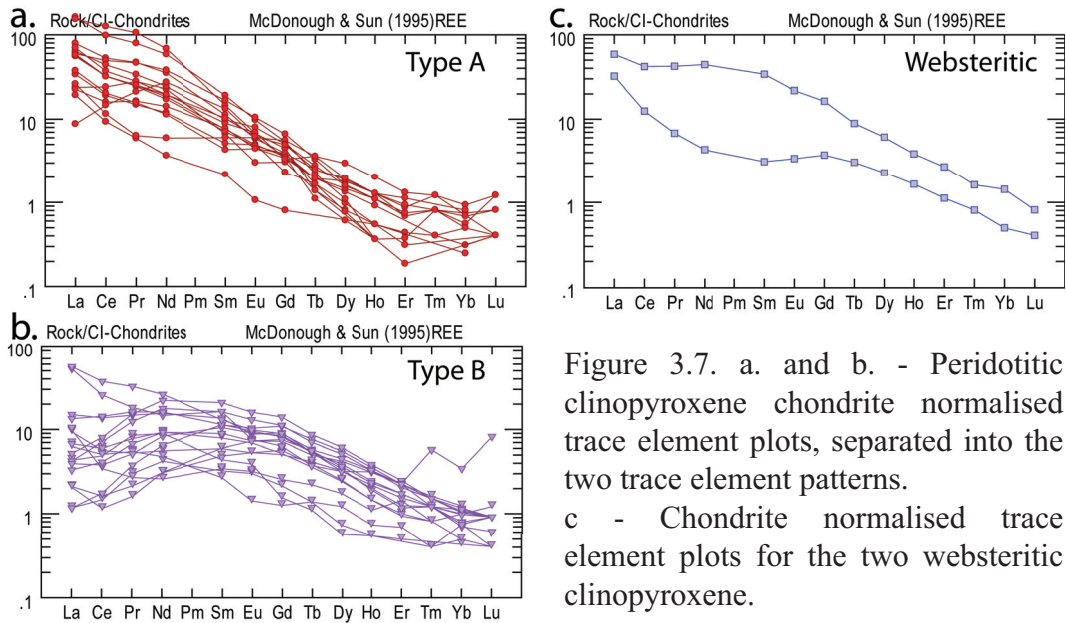 a.
Rock/CI-Chondrites McDonough & Sun (1995)REE
Type A
100
10
1
.1
La Ce Pr Nd Pm Sm Eu Gd Tb Dy Ho Er Tm Yb Lu
b.
Rock/CI-Chondrites McDonough & Sun (1995)REE
Type B
100
10
1
.1
La Ce Pr Nd Pm Sm Eu Gd Tb Dy Ho Er Tm Yb Lu
c.
Rock/CI-Chondrites McDonough & Sun (1995)REE
Websteritic
100
10
1
.1
La Ce Pr Nd Pm Sm Eu Gd Tb Dy Ho Er Tm Yb Lu
Figure 3.7. a. and b. - Peridotitic
clinopyroxene chondrite normalised
trace element plots, separated into the
two trace element patterns.
c - Chondrite normalised trace
element plots for the two websteritic
clinopyroxene.